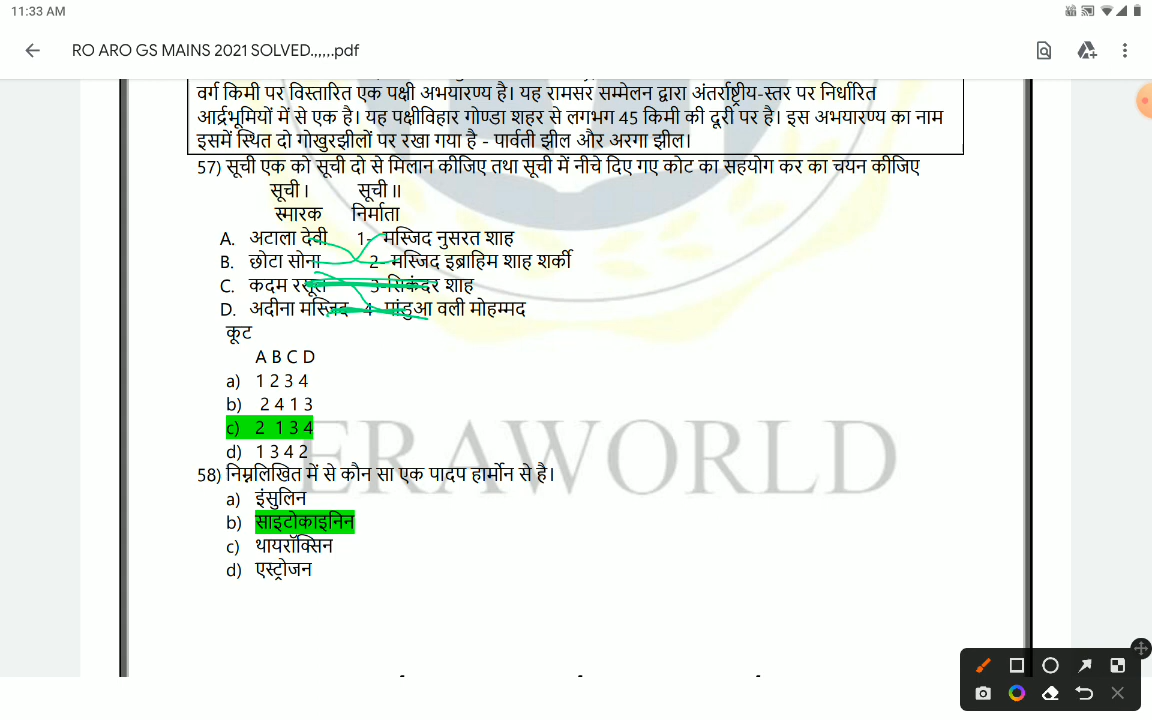 11:33 AM
RO ARO GS MAINS 2021 SOLVED.,,,,.pdf
वर्ग किमी पर विस्तारित एक पक्षी अभयारण्य है। यह रामसर सम्मेलन द्वारा अंतर्राष्ट्रीय-स्तर पर निर्धारित
आर्द्रभूमियों में से एक है। यह पक्षीविहार गोण्डा शहर से लगभग 45 किमी की दूरी पर है। इस अभयारण्य का नाम
इसमें स्थित दो गोखुरझीलों पर रखा गया है - पार्वती झील और अरगा झील।
57) सूची एक को सूची दो से मिलान कीजिए तथा सूची में नीचे दिए गए कोट का सहयोग कर का चयन कीजिए
सूची। सूची॥
स्मारक निर्माता
A. अटाला देवी 1- मस्जिद नुसरत शाह
B. छोटा सोना 2- मस्जिद इब्राहिम शाह शर्की
C. कदम रसूल 3-सिकंदर शाह
D. अदीना मस्जिद 4- पांडुआ वली मोहम्मद
कूट
A B C D
a) 1 2 3 4
b) 2 4 1 3
c) 2 1 3 4
d) 1 3 4 2
ERAWORLD
58) निम्नलिखित में से कौन सा एक पादप हार्मोन से है।
a) इंसुलिन
b) साइटोकाइनिन
c) थायरॉक्सिन
d) एस्ट्रोजन